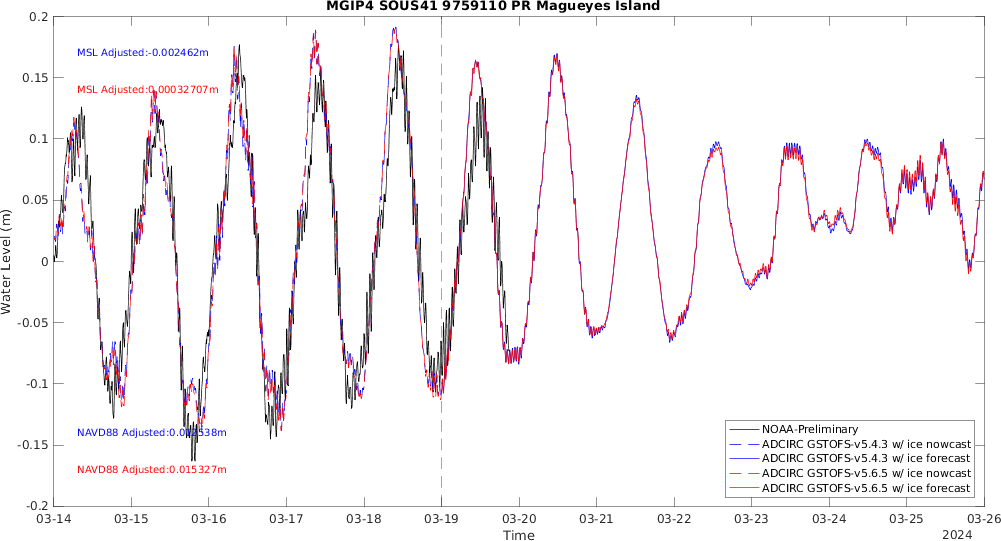 MGIP4 SOUS41 9759110 PR Magueyes Island
0.2
0.15
0.1
0.05
0
-0.05
-0.1
-0.15
-0.2
Water Level (m)
MSL Adjusted:-0.002462m
MSL Adjusted:0.00032707m
NAVD88 Adjusted:0.012538m
NAVD88 Adjusted:0.015327m
NOAA-Preliminary
ADCIRC GSTOFS-v5.4.3 w/ ice nowcast
ADCIRC GSTOFS-v5.4.3 w/ ice forecast
ADCIRC GSTOFS-v5.6.5 w/ ice nowcast
ADCIRC GSTOFS-v5.6.5 w/ ice forecast
03-14 03-15 03-16 03-17 03-18 03-19 03-20 03-21 03-22 03-23 03-24 03-25 03-26
Time
2024